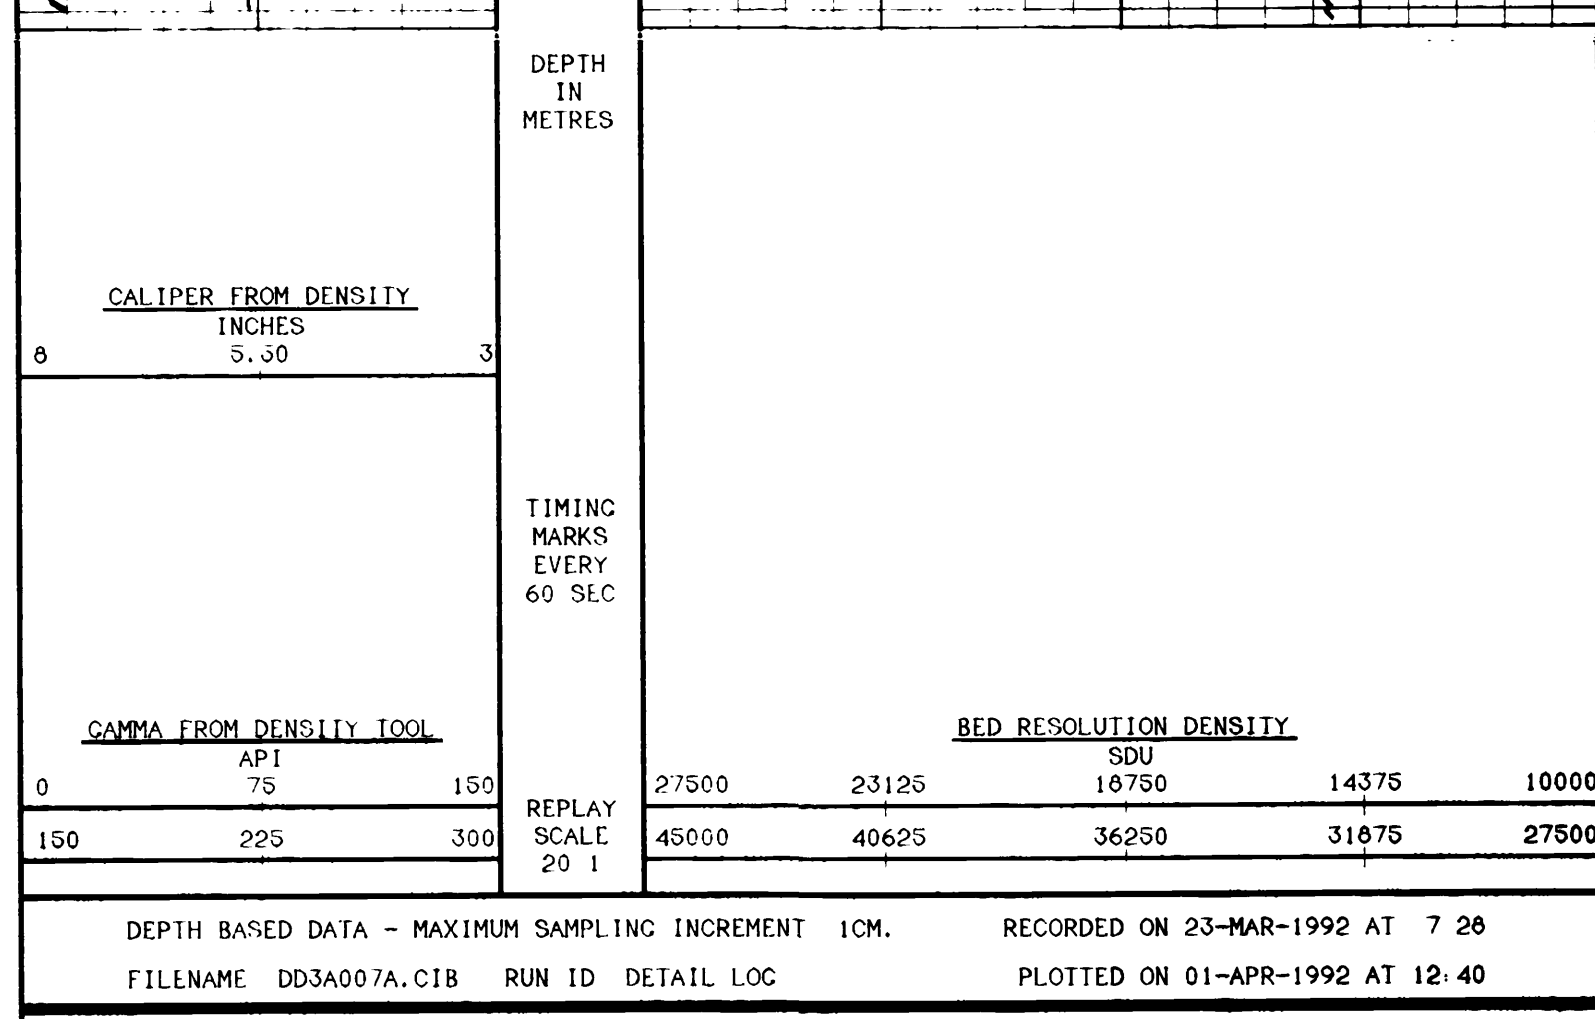 DEPTH
IN
METRES
CALIPER FROM DENSITY
INCHES
8 5.50 3
TIMING
MARKS
EVERY
60 SEC
GAMMA FROM DENSITY TOOL
API
0 75 150
150 225 300
REPLAY
SCALE
20 1
BED RESOLUTION DENSITY
SDU
27500 23125 18750 14375 10000
45000 40625 36250 31875 27500
DEPTH BASED DATA - MAXIMUM SAMPLING INCREMENT 1CM. RECORDED ON 23-MAR-1992 AT 7 28
FILENAME DD3A007A.CIB RUN ID DETAIL LOG PLOTTED ON 01-APR-1992 AT 12:40